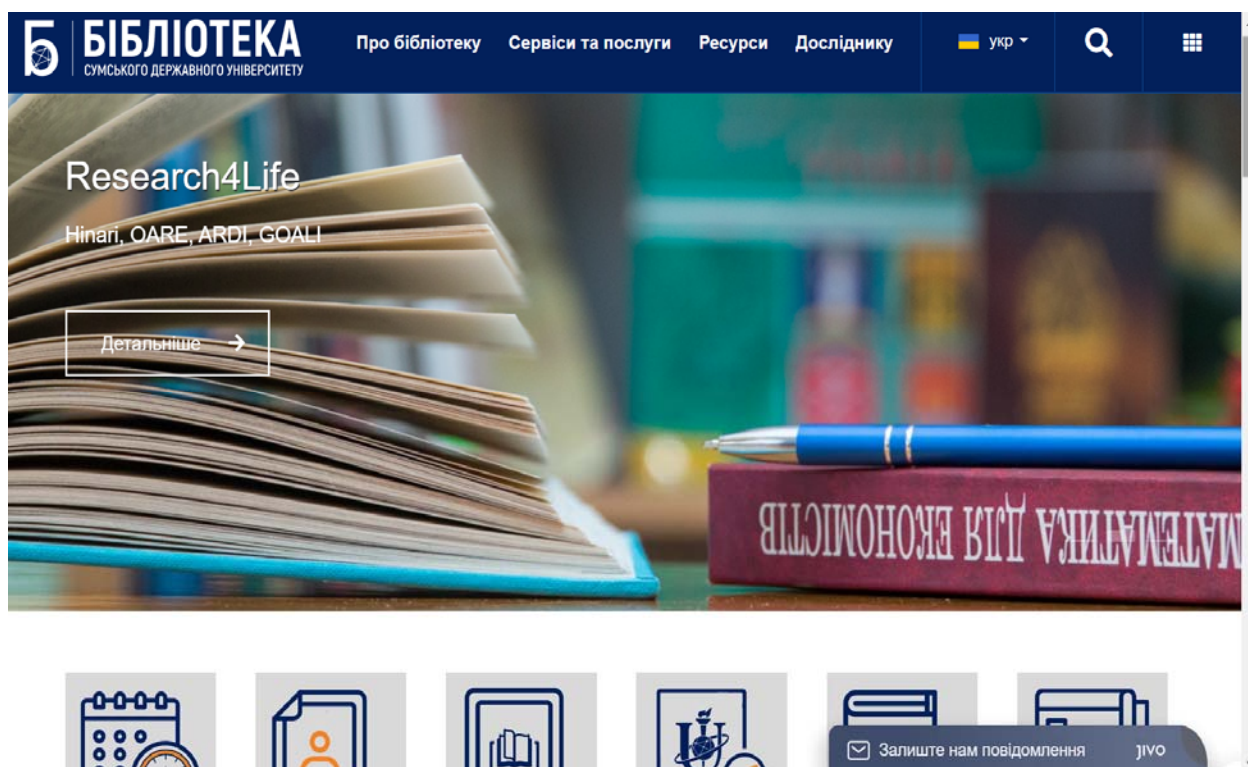 БІБЛІОТЕКА
СУМСЬКОГО ДЕРЖАВНОГО УНІВЕРСИТЕТУ
Про бібліотеку Сервіси та послуги Ресурси Досліднику укр
Research4Life
Hinari, OARE, ARDI, GOALI
Детальніше →
МАТЕМАТИКА ДЛЯ ЕКОНОМІСТІВ
Залиште нам повідомлення jivo